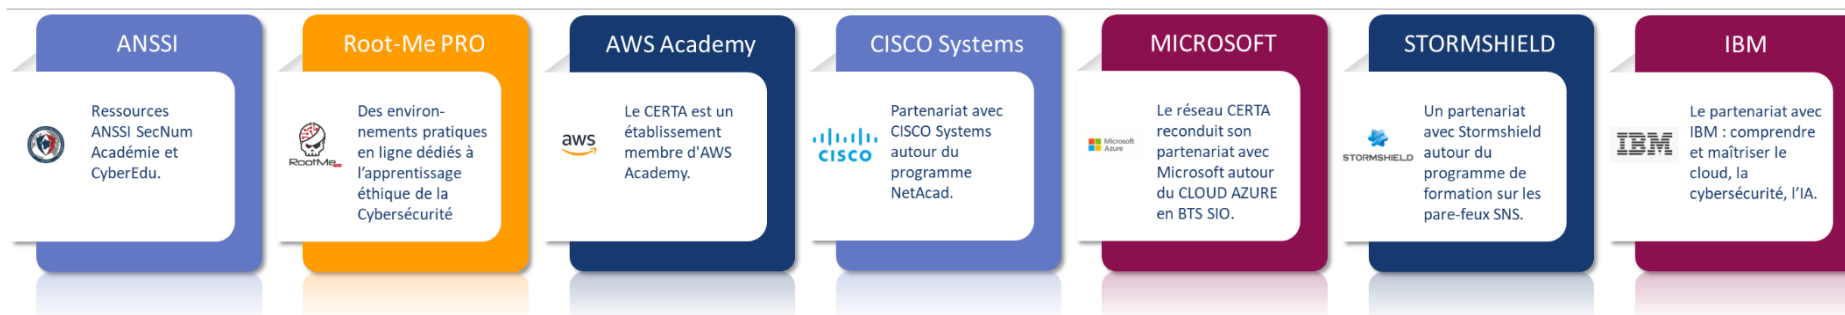 ANSSI
Ressources
ANSSI SecNum
Académie et
CyberEdu.
Root-Me PRO
RootMe
Des environ-
nements pratiques
en ligne dédiés à
l'apprentissage
éthique de la
Cybersécurité
AWS Academy
aws
Le CERTA est un
établissement
membre d'AWS
Academy.
CISCO Systems
CISCO
Partenariat avec
CISCO Systems
autour du
programme
NetAcad.
MICROSOFT
Microsoft
Azure
Le réseau CERTA
reconduit son
partenariat avec
Microsoft autour
du CLOUD AZURE
en BTS SIO.
STORMSHIELD
STORMSHIELD
Un partenariat
avec Stormshield
autour du
programme de
formation sur les
pare-feux SNS.
IBM
IBM
Le partenariat avec
IBM : comprendre
et maîtriser le
cloud, la
cybersécurité, l'IA.